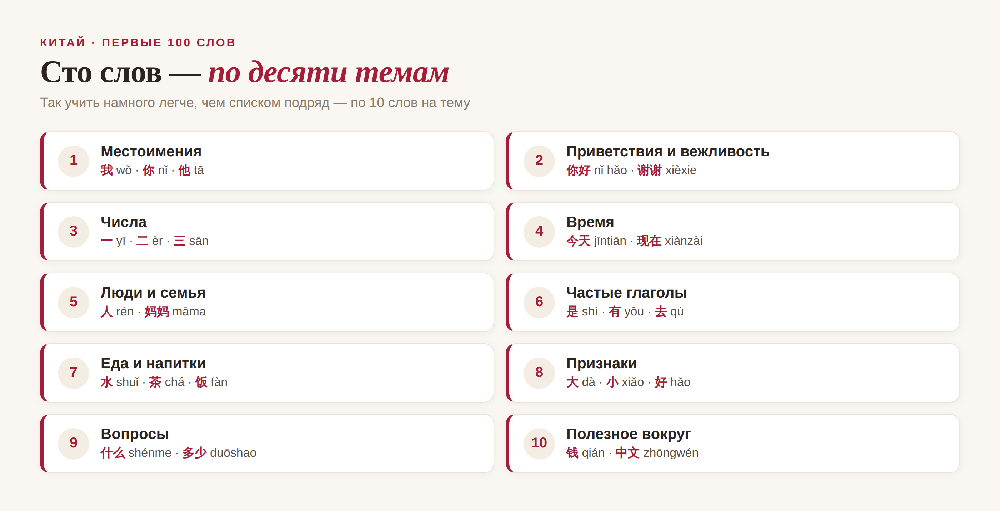 КИТАЙ · ПЕРВЫЕ 100 СЛОВ
Сто слов — по десяти темам
Так учить намного легче, чем списком подряд — по 10 слов на тему
1
Местоимения
我 wǒ · 你 nǐ · 他 tā
2
Приветствия и вежливость
你好 nǐ hǎo · 谢谢 xièxie
3
Числа
一 yī · 二 èr · 三 sān
4
Время
今天 jīntiān · 现在 xiànzài
5
Люди и семья
人 rén · 妈妈 māma
6
Частые глаголы
是 shì · 有 yǒu · 去 qù
7
Еда и напитки
水 shuǐ · 茶 chá · 饭 fàn
8
Признаки
大 dà · 小 xiǎo · 好 hǎo
9
Вопросы
什么 shénme · 多少 duōshao
10
Полезное вокруг
钱 qián · 中文 zhōngwén